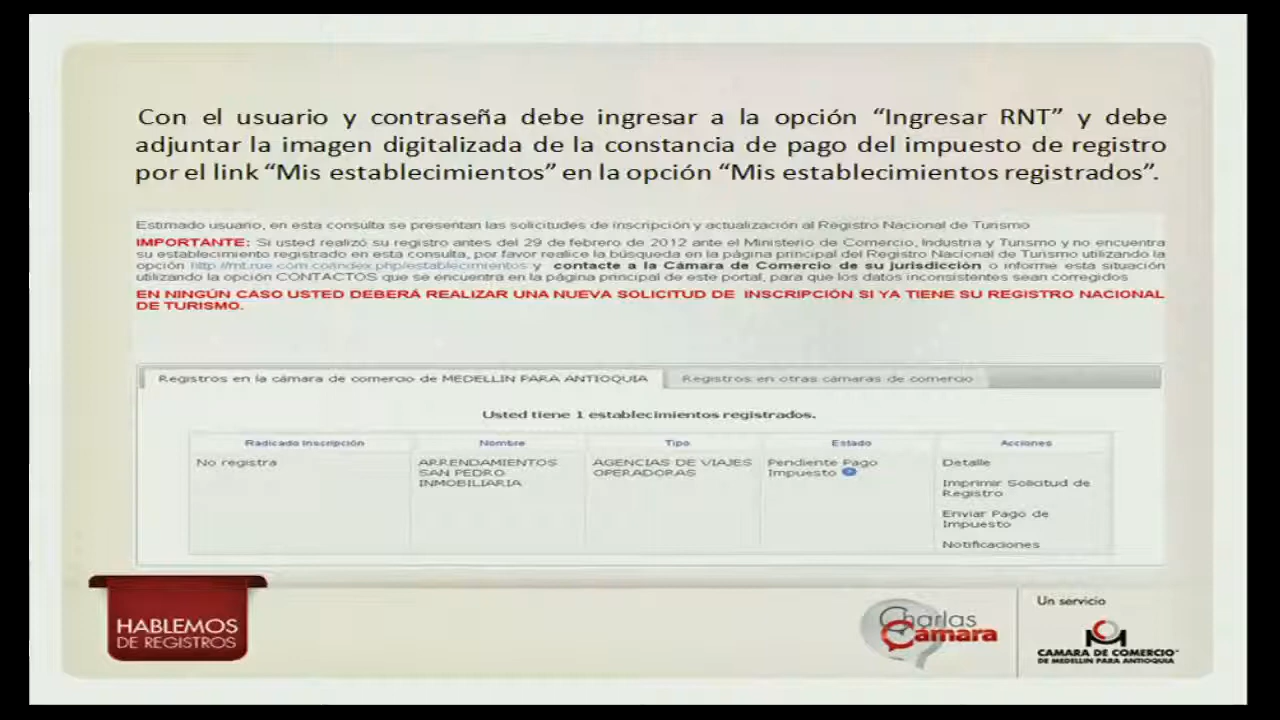 Con el usuario y contraseña debe ingresar a la opción “Ingresar RNT” y debe
adjuntar la imagen digitalizada de la constancia de pago del impuesto de registro
por el link “Mis establecimientos” en la opción “Mis establecimientos registrados”.
Estimado usuario, en esta consulta se presentan las solicitudes de inscripción y actualización al Registro Nacional de Turismo
IMPORTANTE: Si usted realizó su registro antes del 29 de febrero de 2012 ante el Ministerio de Comercio, Industria y Turismo y no encuentra
su establecimiento registrado en esta consulta, por favor realice la búsqueda en la página principal del Registro Nacional de Turismo utilizando la
opción http://rnt.rue.com.co/index.php/establecimientos y contacte a la Cámara de Comercio de su jurisdicción o informe esta situación
utilizando la opción CONTACTOS que se encuentra en la página principal de este portal, para que los datos inconsistentes sean corregidos
EN NINGÚN CASO USTED DEBERÁ REALIZAR UNA NUEVA SOLICITUD DE INSCRIPCIÓN SI YA TIENE SU REGISTRO NACIONAL
DE TURISMO.
Registros en la cámara de comercio de MEDELLIN PARA ANTIOQUIA Registros en otras cámaras de comercio
Usted tiene 1 establecimientos registrados.
Radicado Inscripción Nombre Tipo Estado Acciones
No registra ARRENDAMIENTOS AGENCIAS DE VIAJES Pendiente Pago Detalle
SAN PEDRO OPERADORAS Impuesto
INMOBILIARIA Imprimir Solicitud de
Registro
Enviar Pago de
Impuesto
Notificaciones
HABLEMOS
DE REGISTROS
Charlas
Cámara
Un servicio
CAMARA DE COMERCIO
DE MEDELLIN PARA ANTIOQUIA